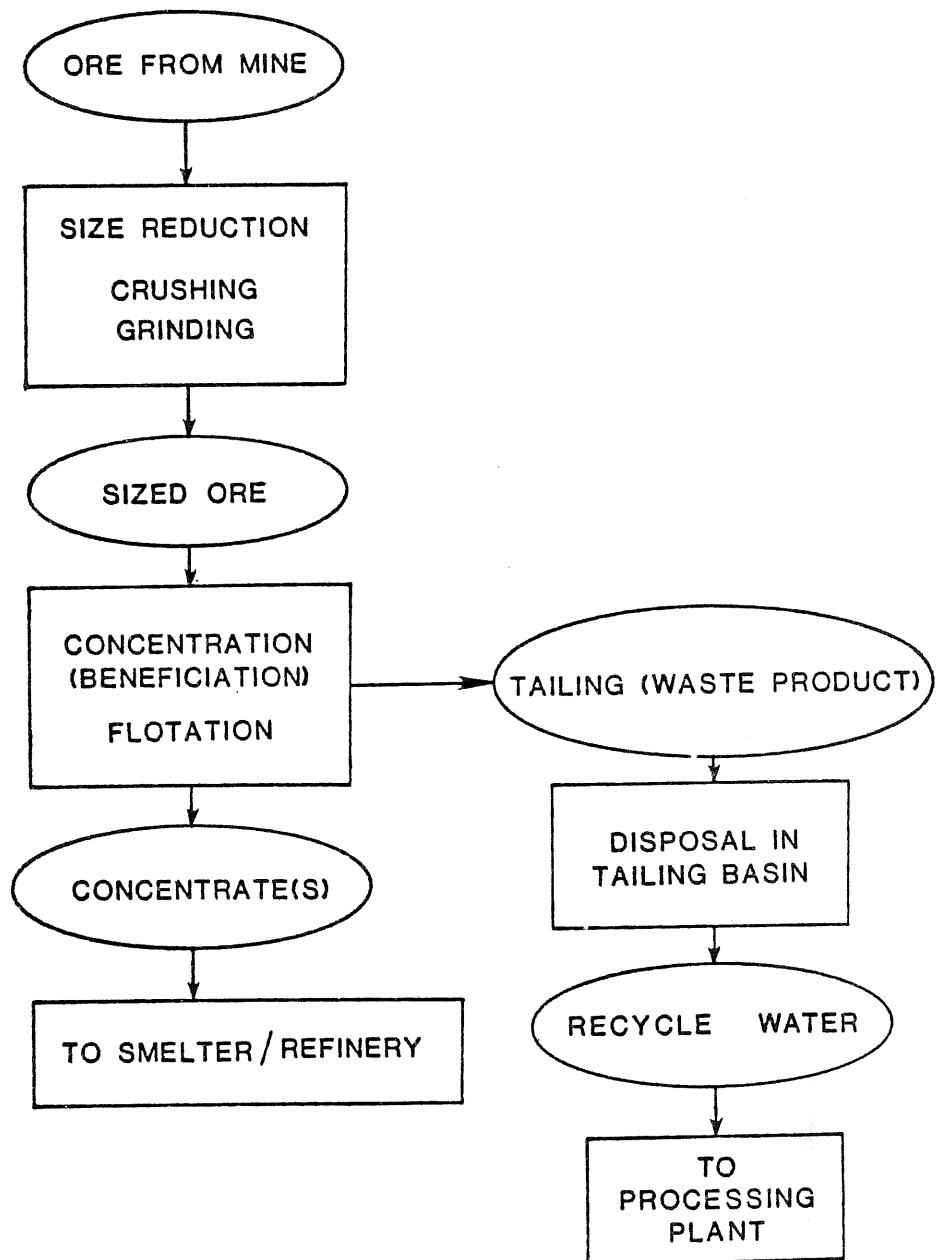 ORE FROM MINE
SIZE REDUCTION
CRUSHING
GRINDING
SIZED ORE
CONCENTRATION
(BENEFICIATION)
FLOTATION
TAILING (WASTE PRODUCT)
DISPOSAL IN
TAILING BASIN
CONCENTRATE(S)
TO SMELTER/REFINERY
RECYCLE WATER
TO
PROCESSING
PLANT